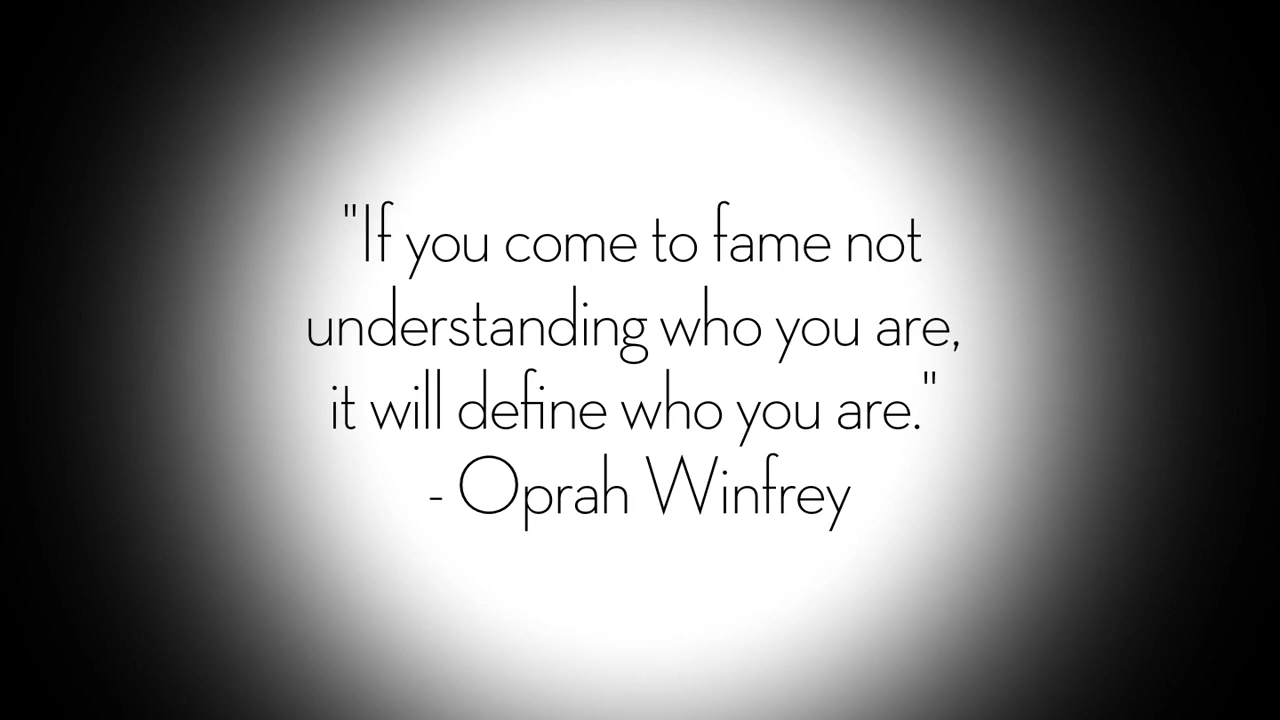 "If you come to fame not
understanding who you are,
it will define who you are."
- Oprah Winfrey